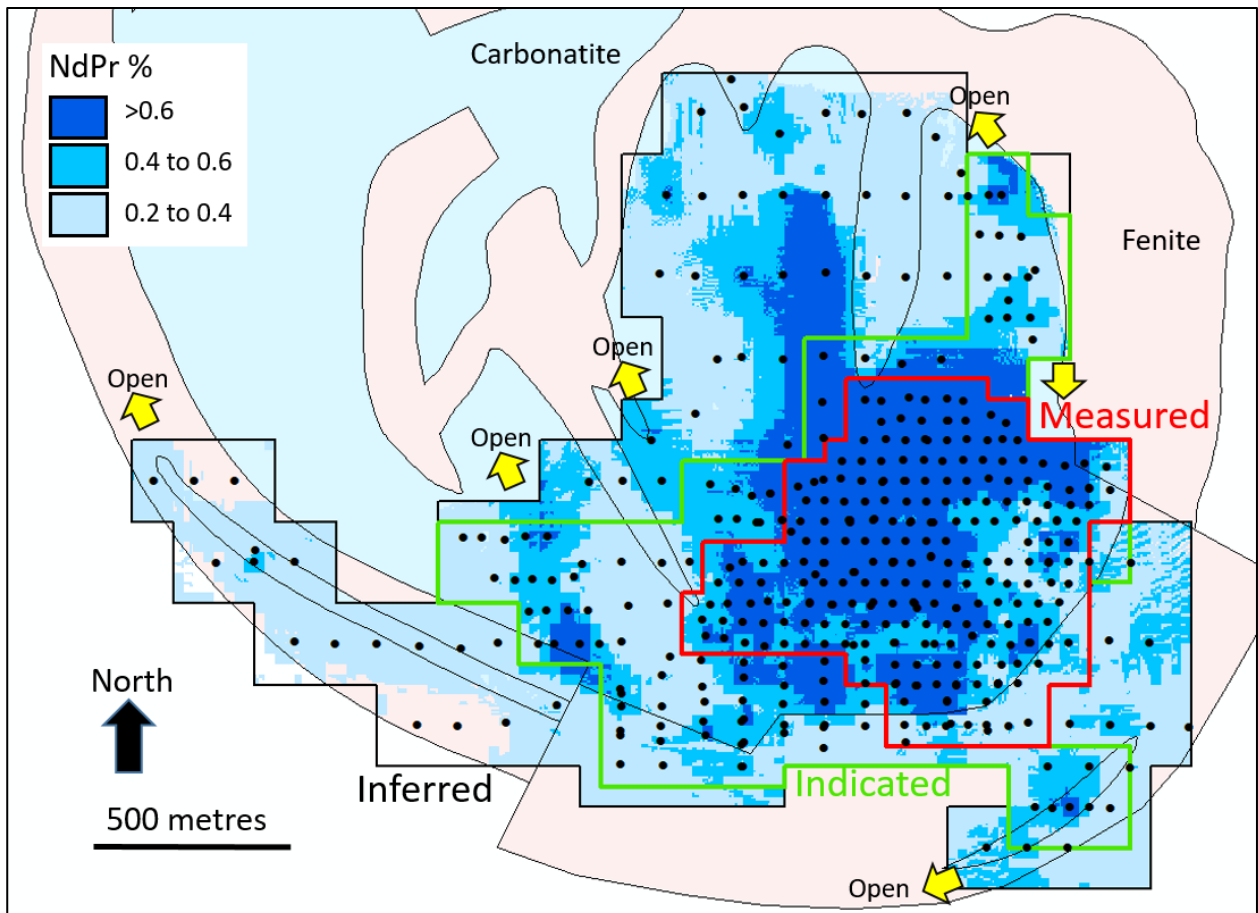 Carbonatite
NdPr %
>0.6
0.4 to 0.6
0.2 to 0.4
Open
Fenite
Open
Open
Open
Measured
North
Inferred
Indicated
500 metres
Open